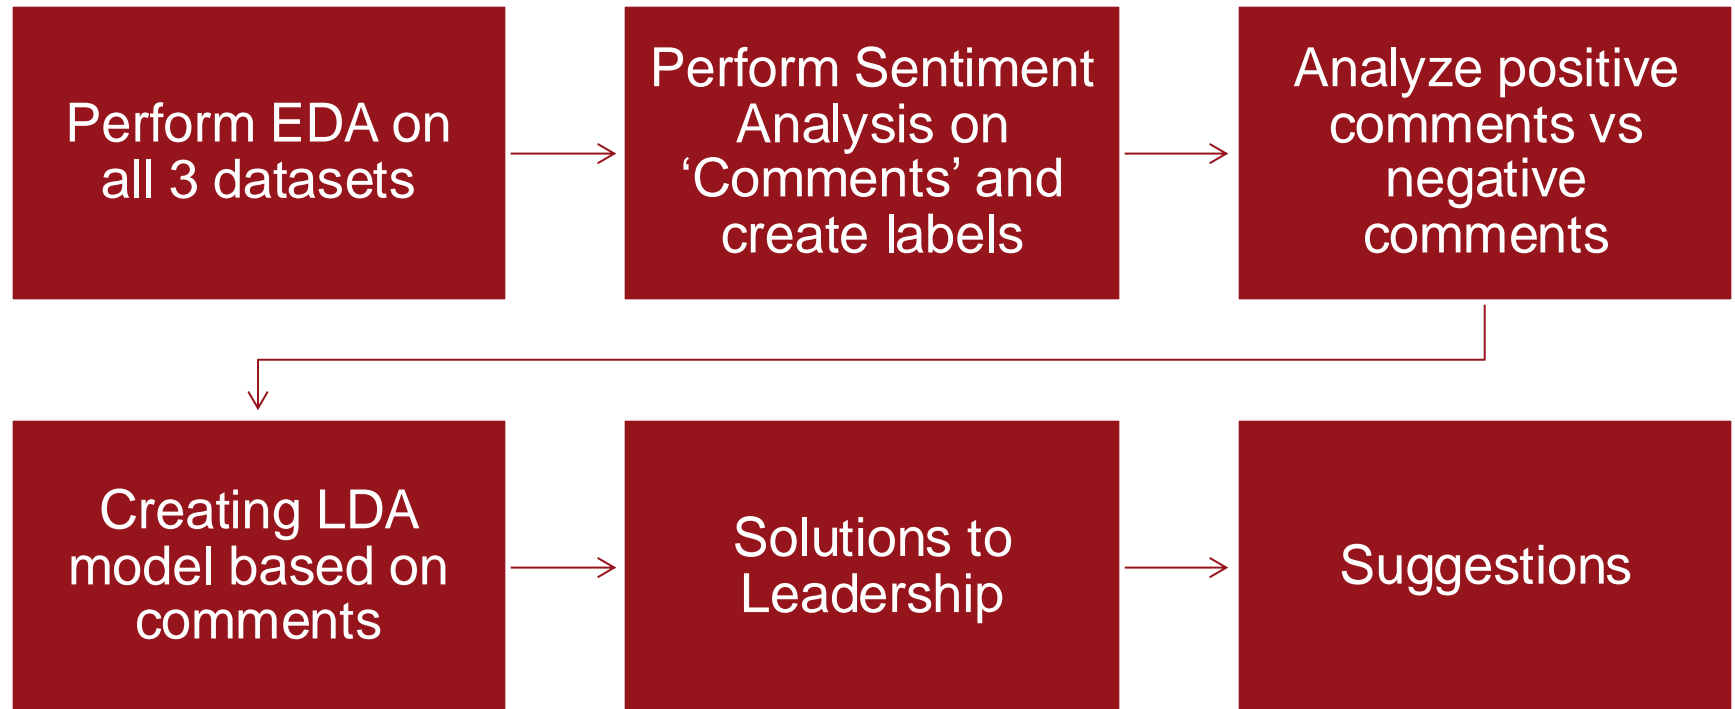 Perform EDA on
all 3 datasets
Perform Sentiment
Analysis on
‘Comments’ and
create labels
Analyze positive
comments vs
negative
comments
Creating LDA
model based on
comments
Solutions to
Leadership
Suggestions